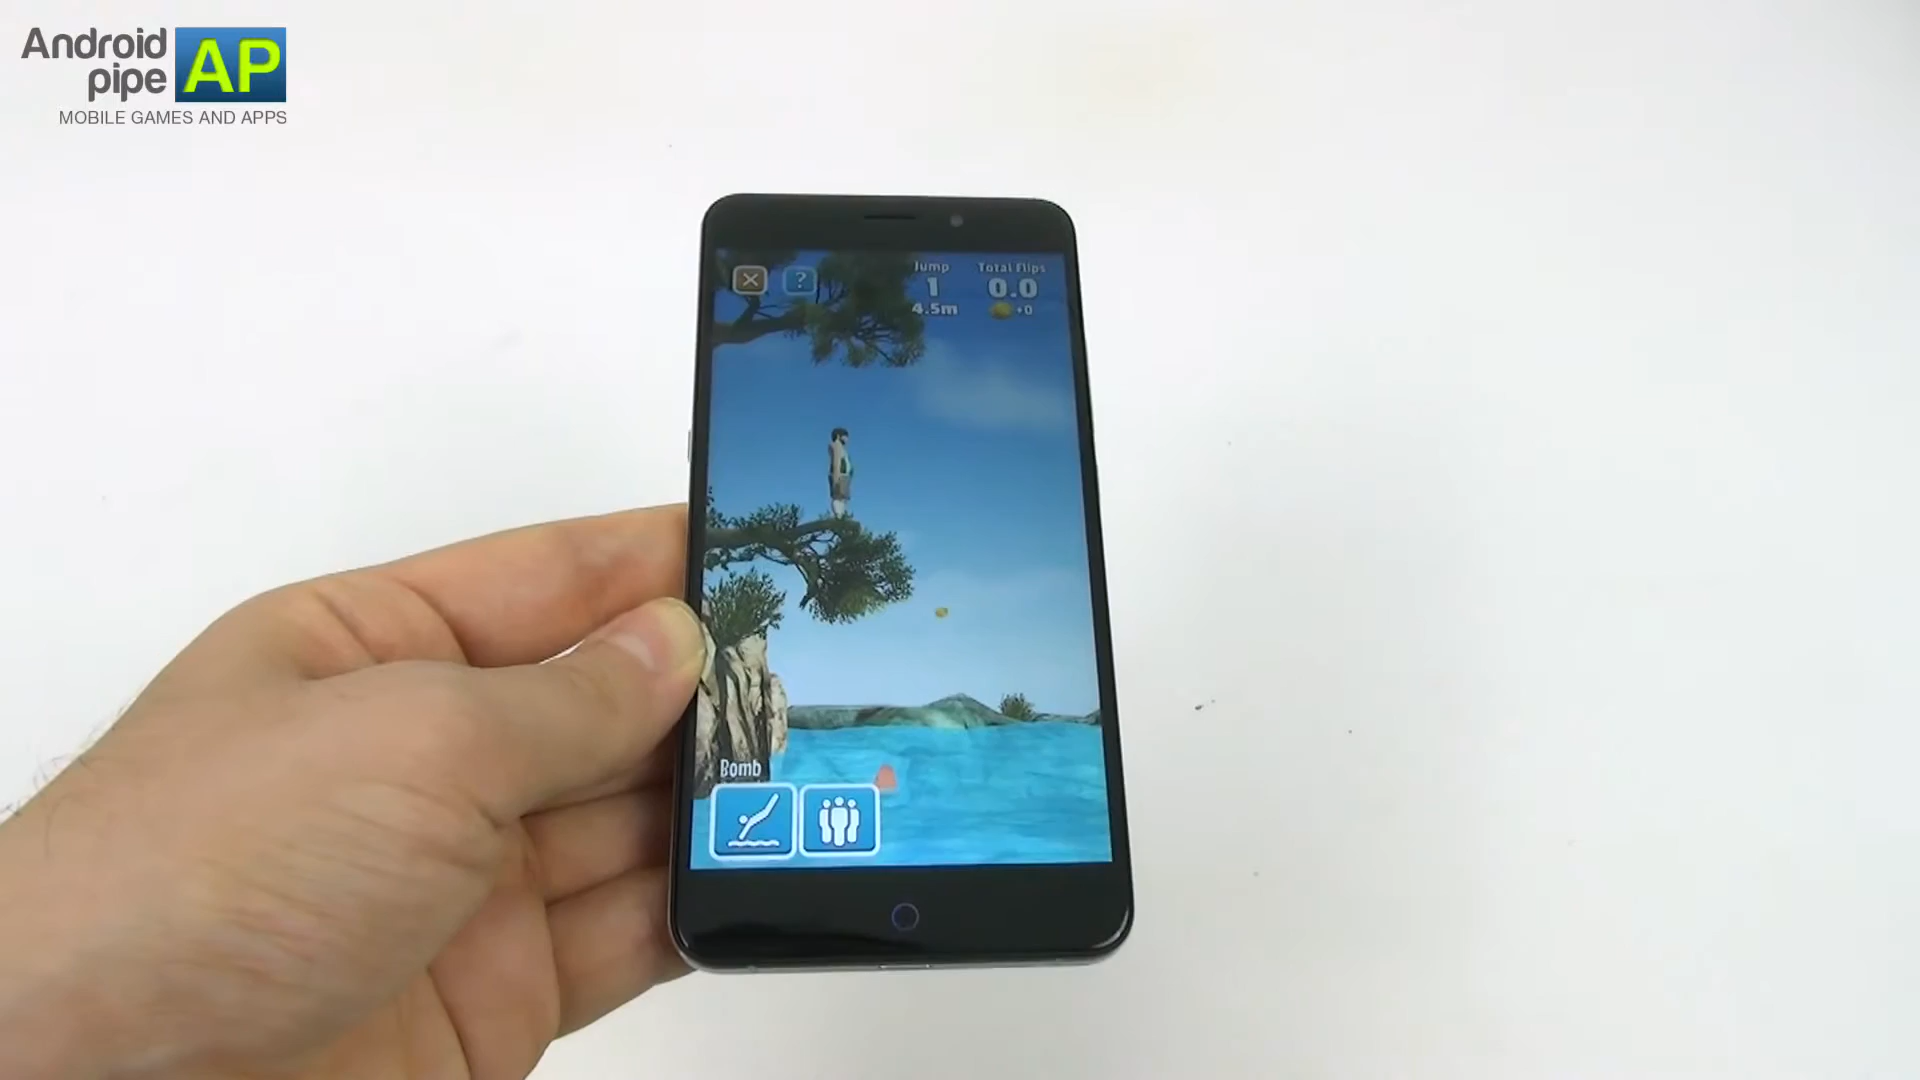 Android
pipe
AP
MOBILE GAMES AND APPS
?
Jump
Total Flips
1
0.0
4.5m
+0
Bomb